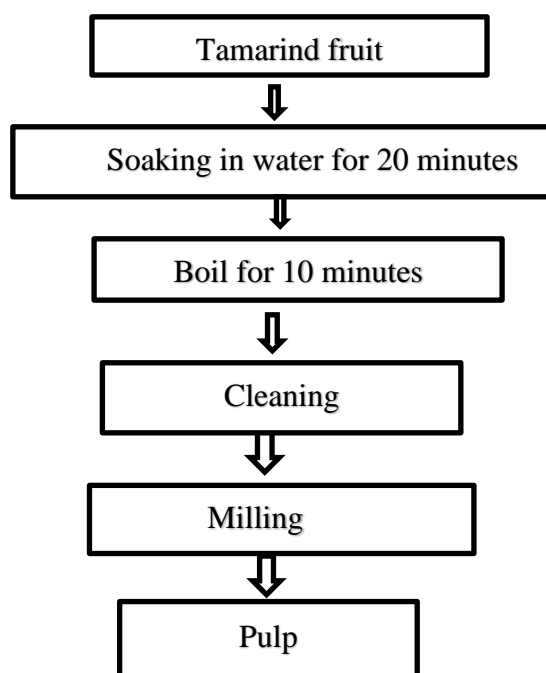 Tamarind fruit
Soaking in water for 20 minutes
Boil for 10 minutes
Cleaning
Milling
Pulp